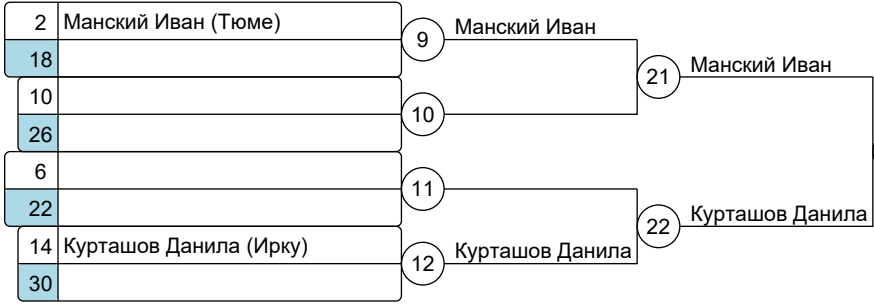 2 Манский Иван (Тюме)
18
9 Манский Иван
10
26
10
21 Манский Иван
6
22
11
14 Курташов Данила (Ирку)
30
12 Курташов Данила
22 Курташов Данила